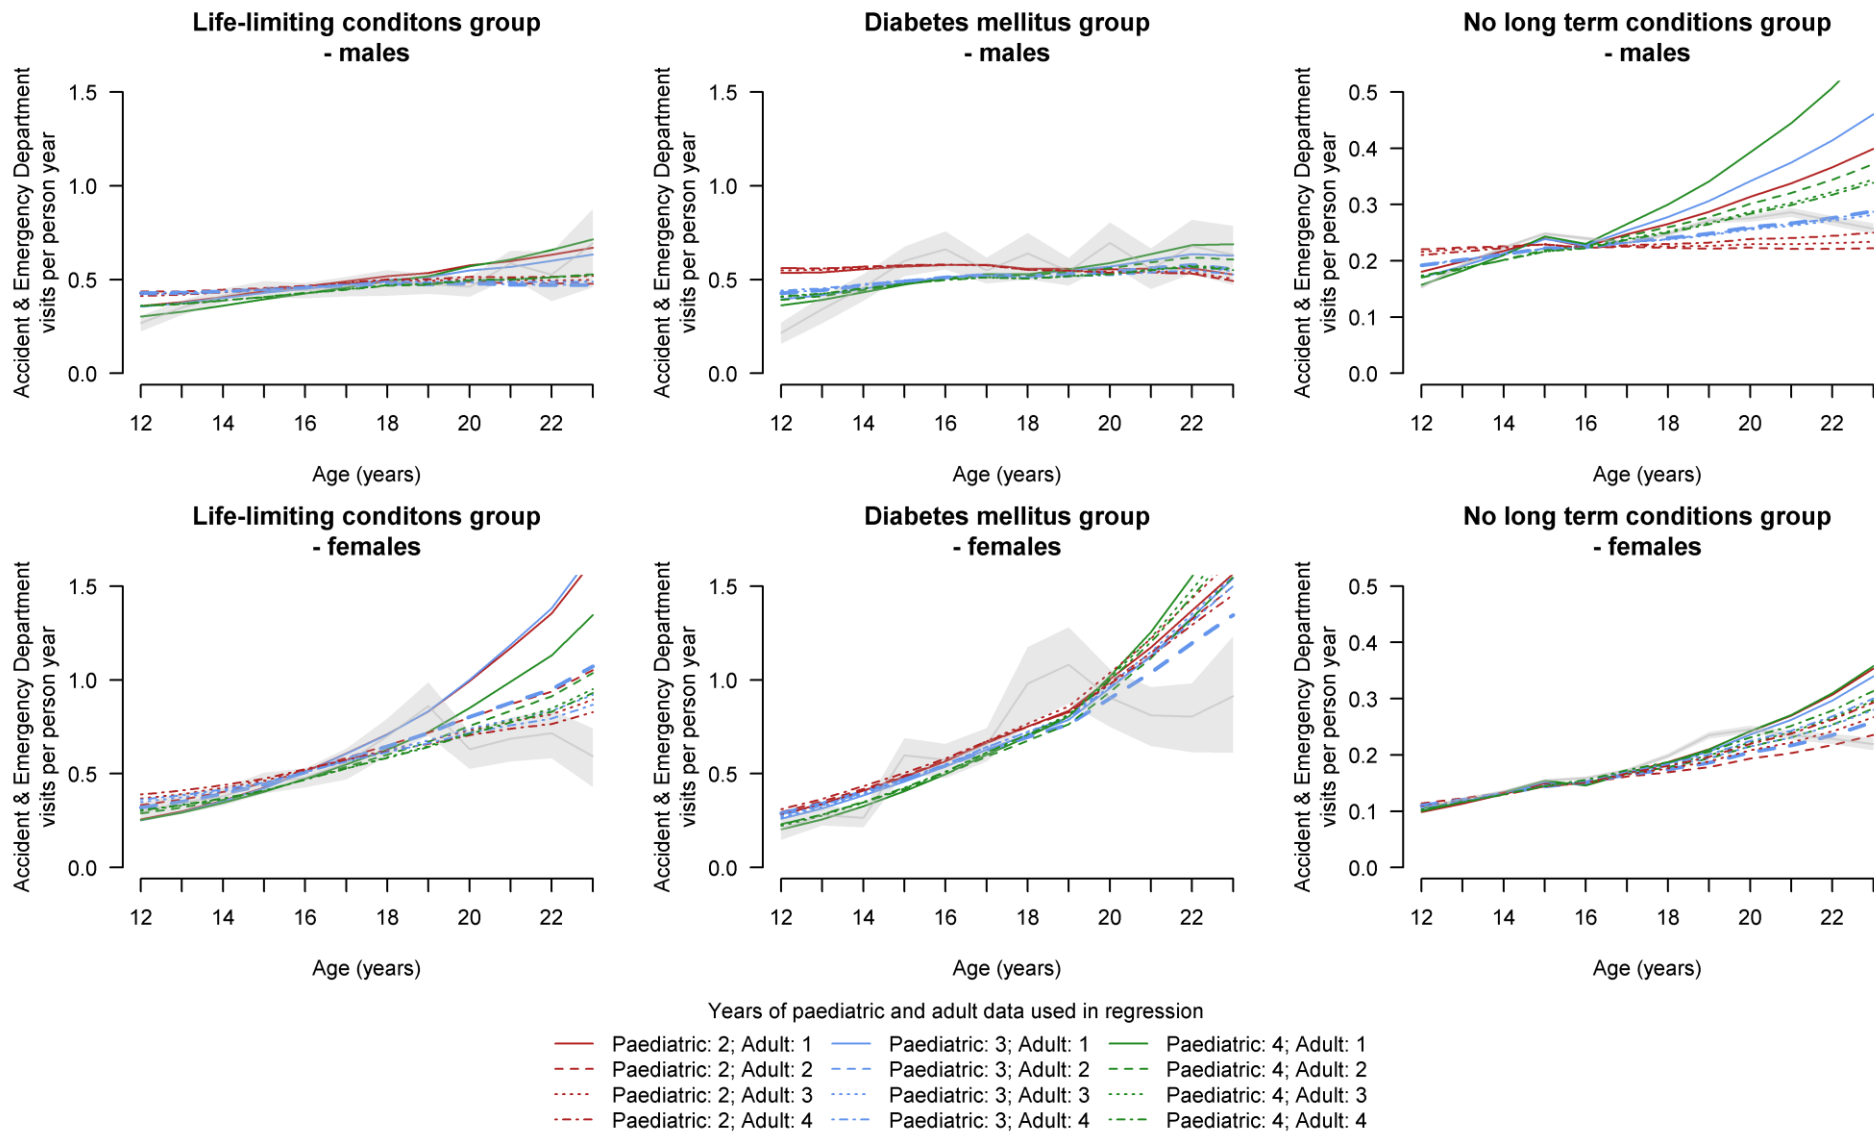 Life-limiting conditons group
- males
Accident & Emergency Department
visits per person year
1.5
1.0
0.5
0.0
12 14 16 18 20 22
Age (years)
Diabetes mellitus group
- males
Accident & Emergency Department
visits per person year
1.5
1.0
0.5
0.0
12 14 16 18 20 22
Age (years)
No long term conditions group
- males
Accident & Emergency Department
visits per person year
0.5
0.4
0.3
0.2
0.1
0.0
12 14 16 18 20 22
Age (years)
Life-limiting conditons group
- females
Accident & Emergency Department
visits per person year
1.5
1.0
0.5
0.0
12 14 16 18 20 22
Age (years)
Diabetes mellitus group
- females
Accident & Emergency Department
visits per person year
1.5
1.0
0.5
0.0
12 14 16 18 20 22
Age (years)
No long term conditions group
- females
Accident & Emergency Department
visits per person year
0.5
0.4
0.3
0.2
0.1
0.0
12 14 16 18 20 22
Age (years)
Years of paediatric and adult data used in regression
Paediatric: 2; Adult: 1 Paediatric: 3; Adult: 1 Paediatric: 4; Adult: 1
Paediatric: 2; Adult: 2 Paediatric: 3; Adult: 2 Paediatric: 4; Adult: 2
Paediatric: 2; Adult: 3 Paediatric: 3; Adult: 3 Paediatric: 4; Adult: 3
Paediatric: 2; Adult: 4 Paediatric: 3; Adult: 4 Paediatric: 4; Adult: 4